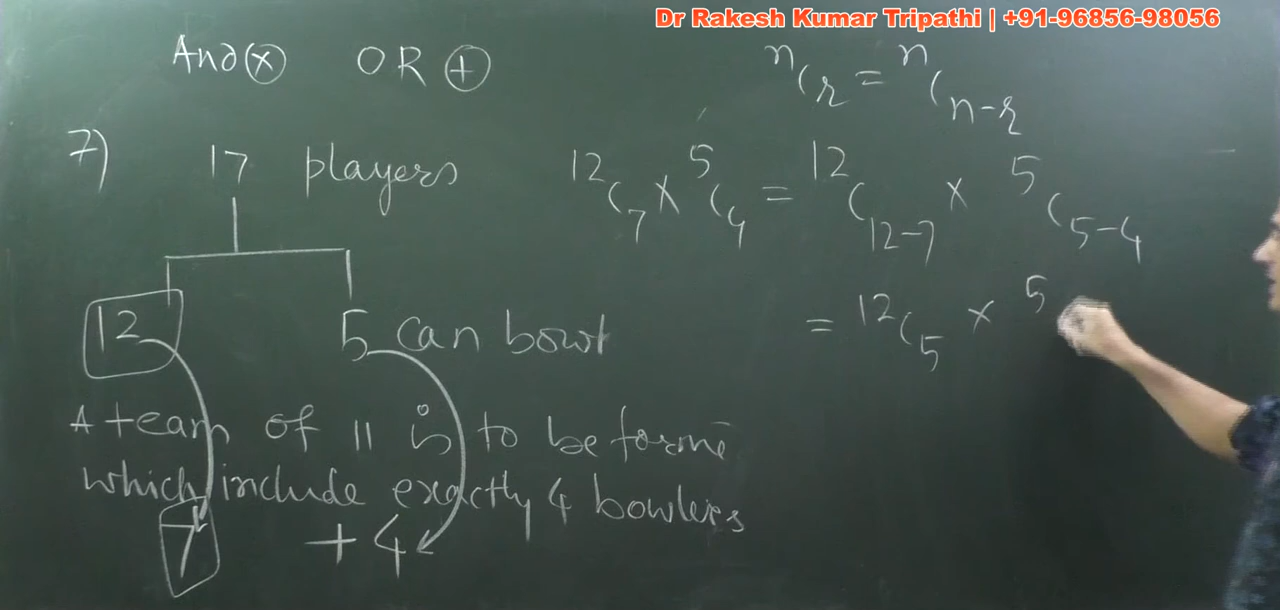 Dr Rakesh Kumar Tripathi | +91-96856-98056
And ⊗ OR ⊕
ⁿC_r = ⁿC_{n-r}
7) 17 players
¹²C₇ × ⁵C₄ = ¹²C_{12-7} × ⁵C_{5-4}
= ¹²C₅ × ⁵
12 5 can bowl
A team of 11 is to be forme
which include exactly 4 bowlers
7 + 4